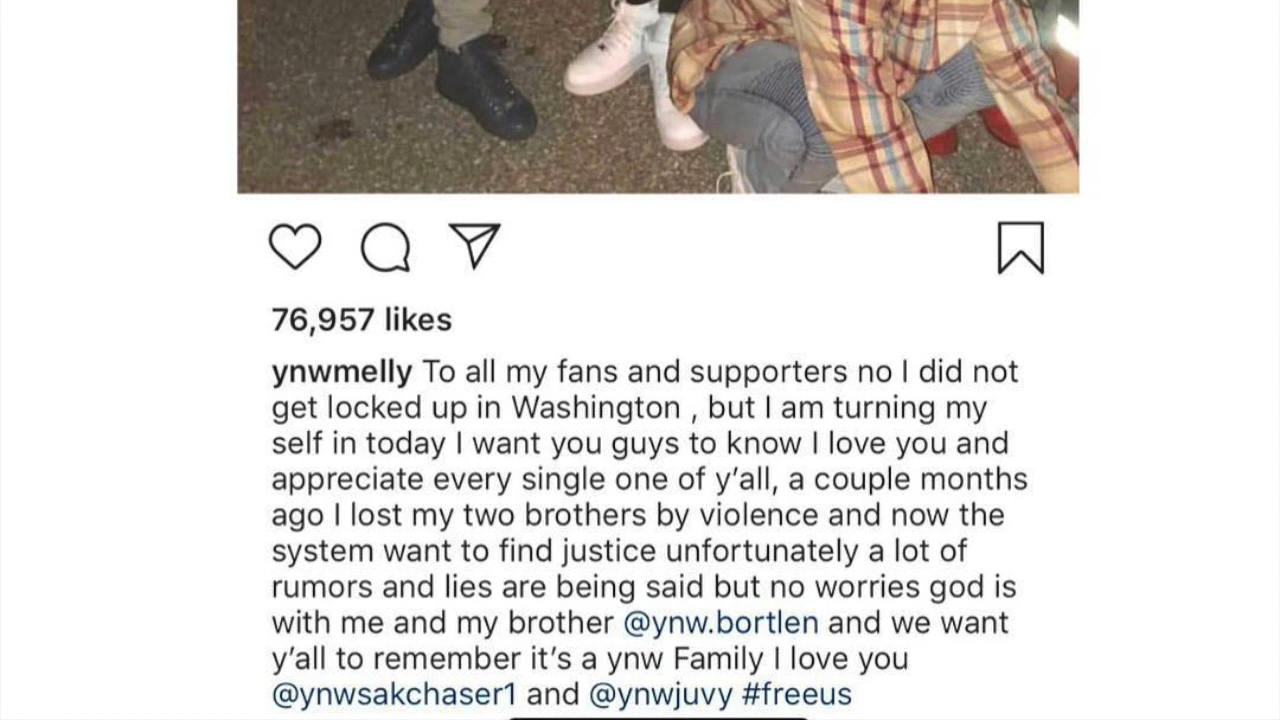 76,957 likes
ynwmelly To all my fans and supporters no I did not
get locked up in Washington , but I am turning my
self in today I want you guys to know I love you and
appreciate every single one of y’all, a couple months
ago I lost my two brothers by violence and now the
system want to find justice unfortunately a lot of
rumors and lies are being said but no worries god is
with me and my brother @ynw.bortlen and we want
y’all to remember it’s a ynw Family I love you
@ynwsakchaser1 and @ynwjuvy #freeus